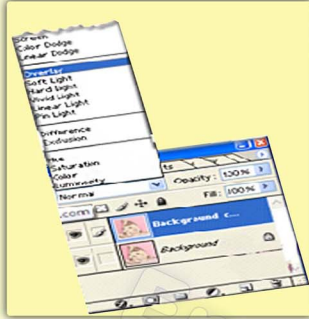 Screen
Color Dodge
Linear Dodge
Overlay
Soft Light
Hard Light
Vivid Light
Linear Light
Pin Light
Difference
Exclusion
Hue
Saturation
Color
Luminosity
Normal
Opacity: 100%
Fill: 100%
.com
Background c...
Background